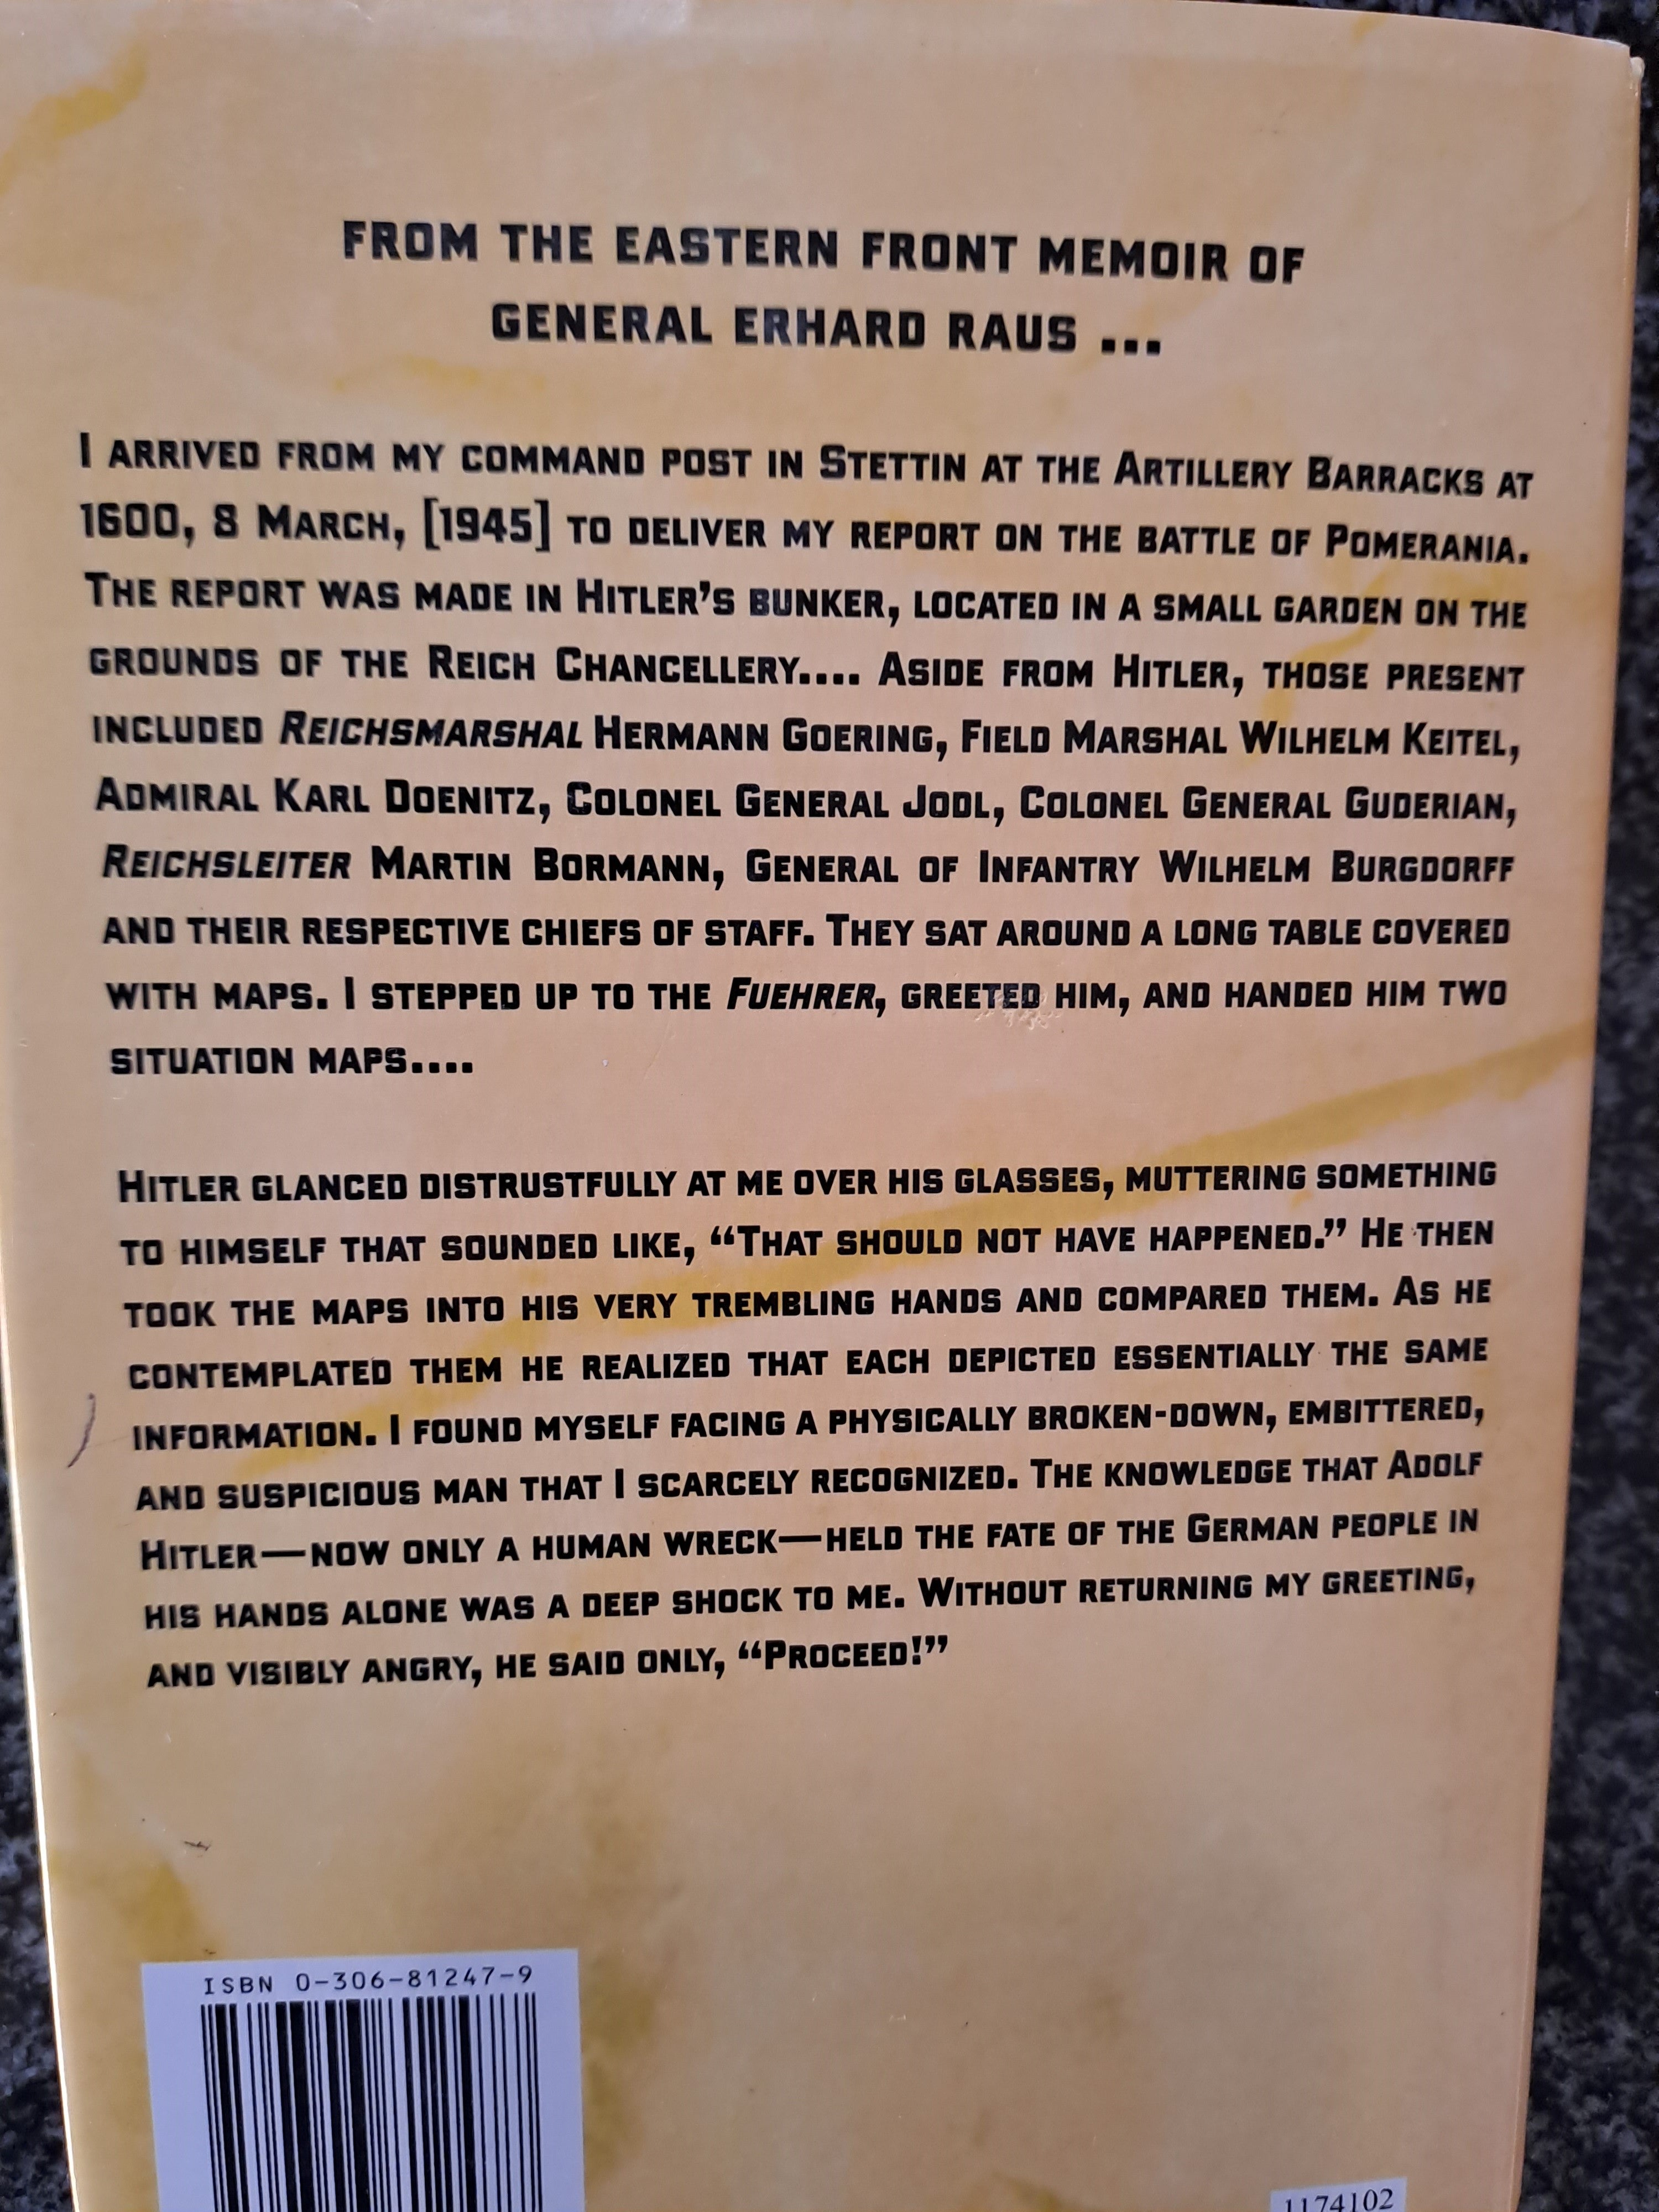 FROM THE EASTERN FRONT MEMOIR OF
GENERAL ERHARD RAUS ...
I ARRIVED FROM MY COMMAND POST IN STETTIN AT THE ARTILLERY BARRACKS AT
1600, 8 MARCH, [1945] TO DELIVER MY REPORT ON THE BATTLE OF POMERANIA.
THE REPORT WAS MADE IN HITLER'S BUNKER, LOCATED IN A SMALL GARDEN ON THE
GROUNDS OF THE REICH CHANCELLERY.... ASIDE FROM HITLER, THOSE PRESENT
INCLUDED REICHSMARSHAL HERMANN GOERING, FIELD MARSHAL WILHELM KEITEL,
ADMIRAL KARL DOENITZ, COLONEL GENERAL JODL, COLONEL GENERAL GUDERIAN,
REICHSLEITER MARTIN BORMANN, GENERAL OF INFANTRY WILHELM BURGDORFF
AND THEIR RESPECTIVE CHIEFS OF STAFF. THEY SAT AROUND A LONG TABLE COVERED
WITH MAPS. I STEPPED UP TO THE FUEHRER, GREETED HIM, AND HANDED HIM TWO
SITUATION MAPS....
HITLER GLANCED DISTRUSTFULLY AT ME OVER HIS GLASSES, MUTTERING SOMETHING
TO HIMSELF THAT SOUNDED LIKE, “THAT SHOULD NOT HAVE HAPPENED.” HE THEN
TOOK THE MAPS INTO HIS VERY TREMBLING HANDS AND COMPARED THEM. AS HE
CONTEMPLATED THEM HE REALIZED THAT EACH DEPICTED ESSENTIALLY THE SAME
INFORMATION. I FOUND MYSELF FACING A PHYSICALLY BROKEN-DOWN, EMBITTERED,
AND SUSPICIOUS MAN THAT I SCARCELY RECOGNIZED. THE KNOWLEDGE THAT ADOLF
HITLER—NOW ONLY A HUMAN WRECK—HELD THE FATE OF THE GERMAN PEOPLE IN
HIS HANDS ALONE WAS A DEEP SHOCK TO ME. WITHOUT RETURNING MY GREETING,
AND VISIBLY ANGRY, HE SAID ONLY, “PROCEED!”
ISBN 0-306-81247-9
1174102